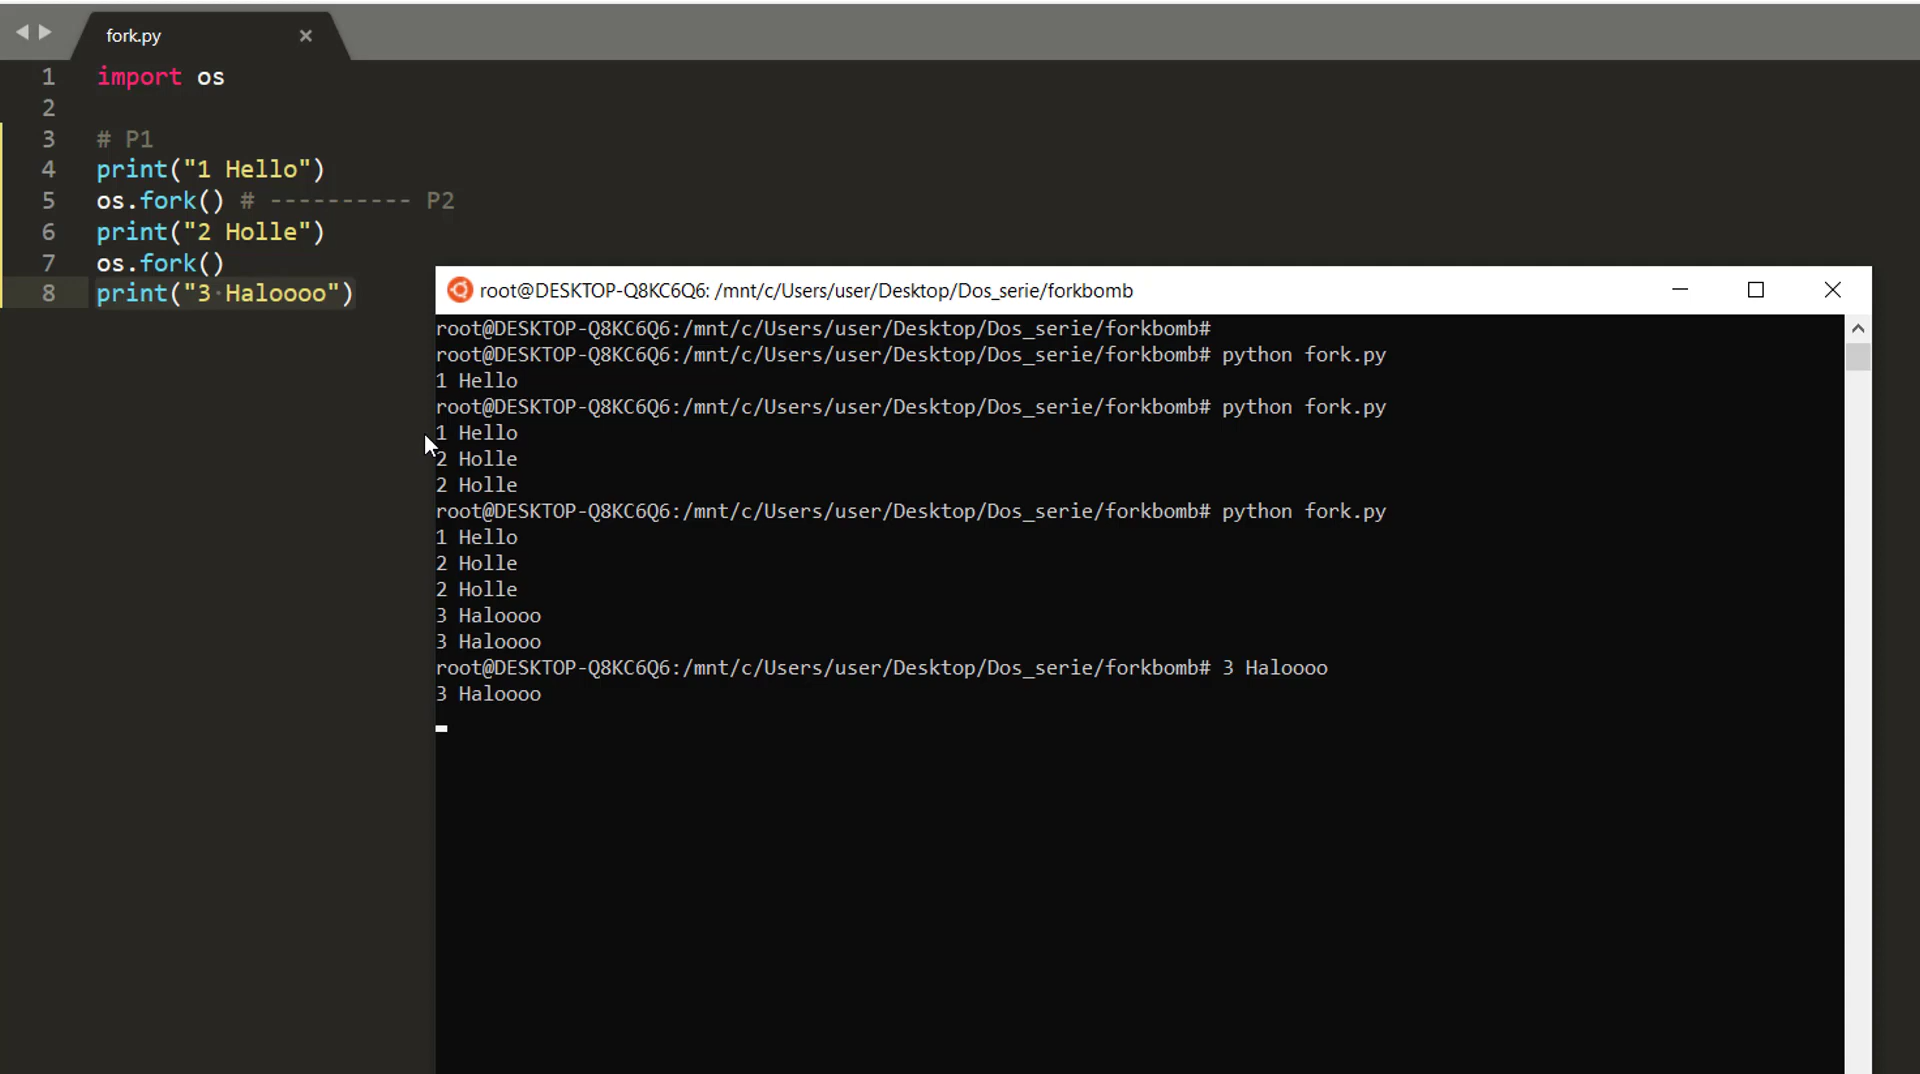 fork.py
1 import os
2
3 # P1
4 print("1 Hello")
5 os.fork() # ---------- P2
6 print("2 Holle")
7 os.fork()
8 print("3·Haloooo")
root@DESKTOP-Q8KC6Q6: /mnt/c/Users/user/Desktop/Dos_serie/forkbomb
root@DESKTOP-Q8KC6Q6:/mnt/c/Users/user/Desktop/Dos_serie/forkbomb#
root@DESKTOP-Q8KC6Q6:/mnt/c/Users/user/Desktop/Dos_serie/forkbomb# python fork.py
1 Hello
root@DESKTOP-Q8KC6Q6:/mnt/c/Users/user/Desktop/Dos_serie/forkbomb# python fork.py
1 Hello
2 Holle
2 Holle
root@DESKTOP-Q8KC6Q6:/mnt/c/Users/user/Desktop/Dos_serie/forkbomb# python fork.py
1 Hello
2 Holle
2 Holle
3 Haloooo
3 Haloooo
root@DESKTOP-Q8KC6Q6:/mnt/c/Users/user/Desktop/Dos_serie/forkbomb# 3 Haloooo
3 Haloooo